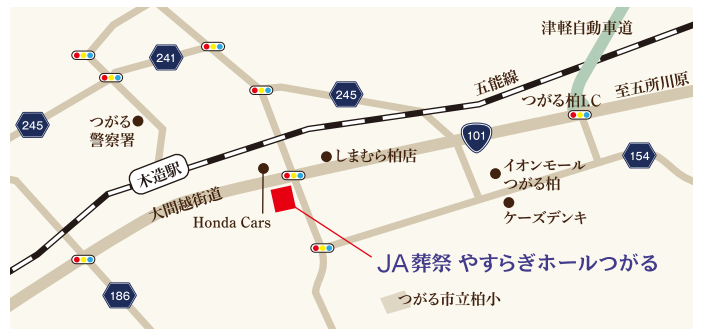 津軽自動車道
241
五能線
至五所川原
245
つがる柏I.C
245
つがる
警察署
101
しまむら柏店
154
木造駅
イオンモール
つがる柏
大間越街道
Honda Cars
ケーズデンキ
JA葬祭 やすらぎホールつがる
186
つがる市立柏小